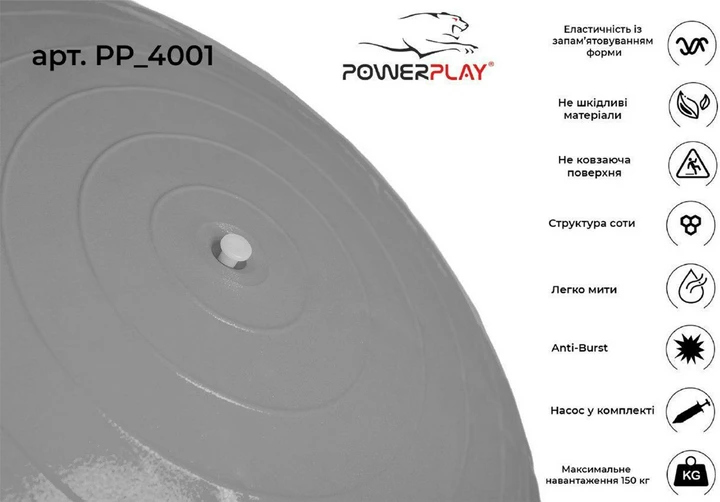 арт. PP_4001
POWERPLAY®
Еластичність із
запам'ятовуванням
форми
Не шкідливі
матеріали
Не ковзаюча
поверхня
Структура соти
Легко мити
Anti-Burst
Насос у комплекті
Максимальне
навантаження 150 кг
KG